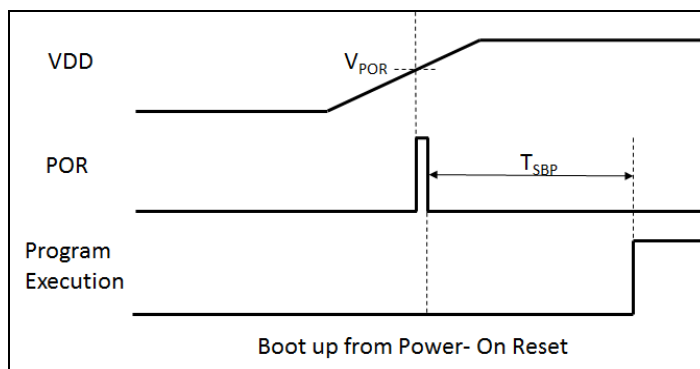 VDD
VPOR
POR
TSBP
Program
Execution
Boot up from Power- On Reset